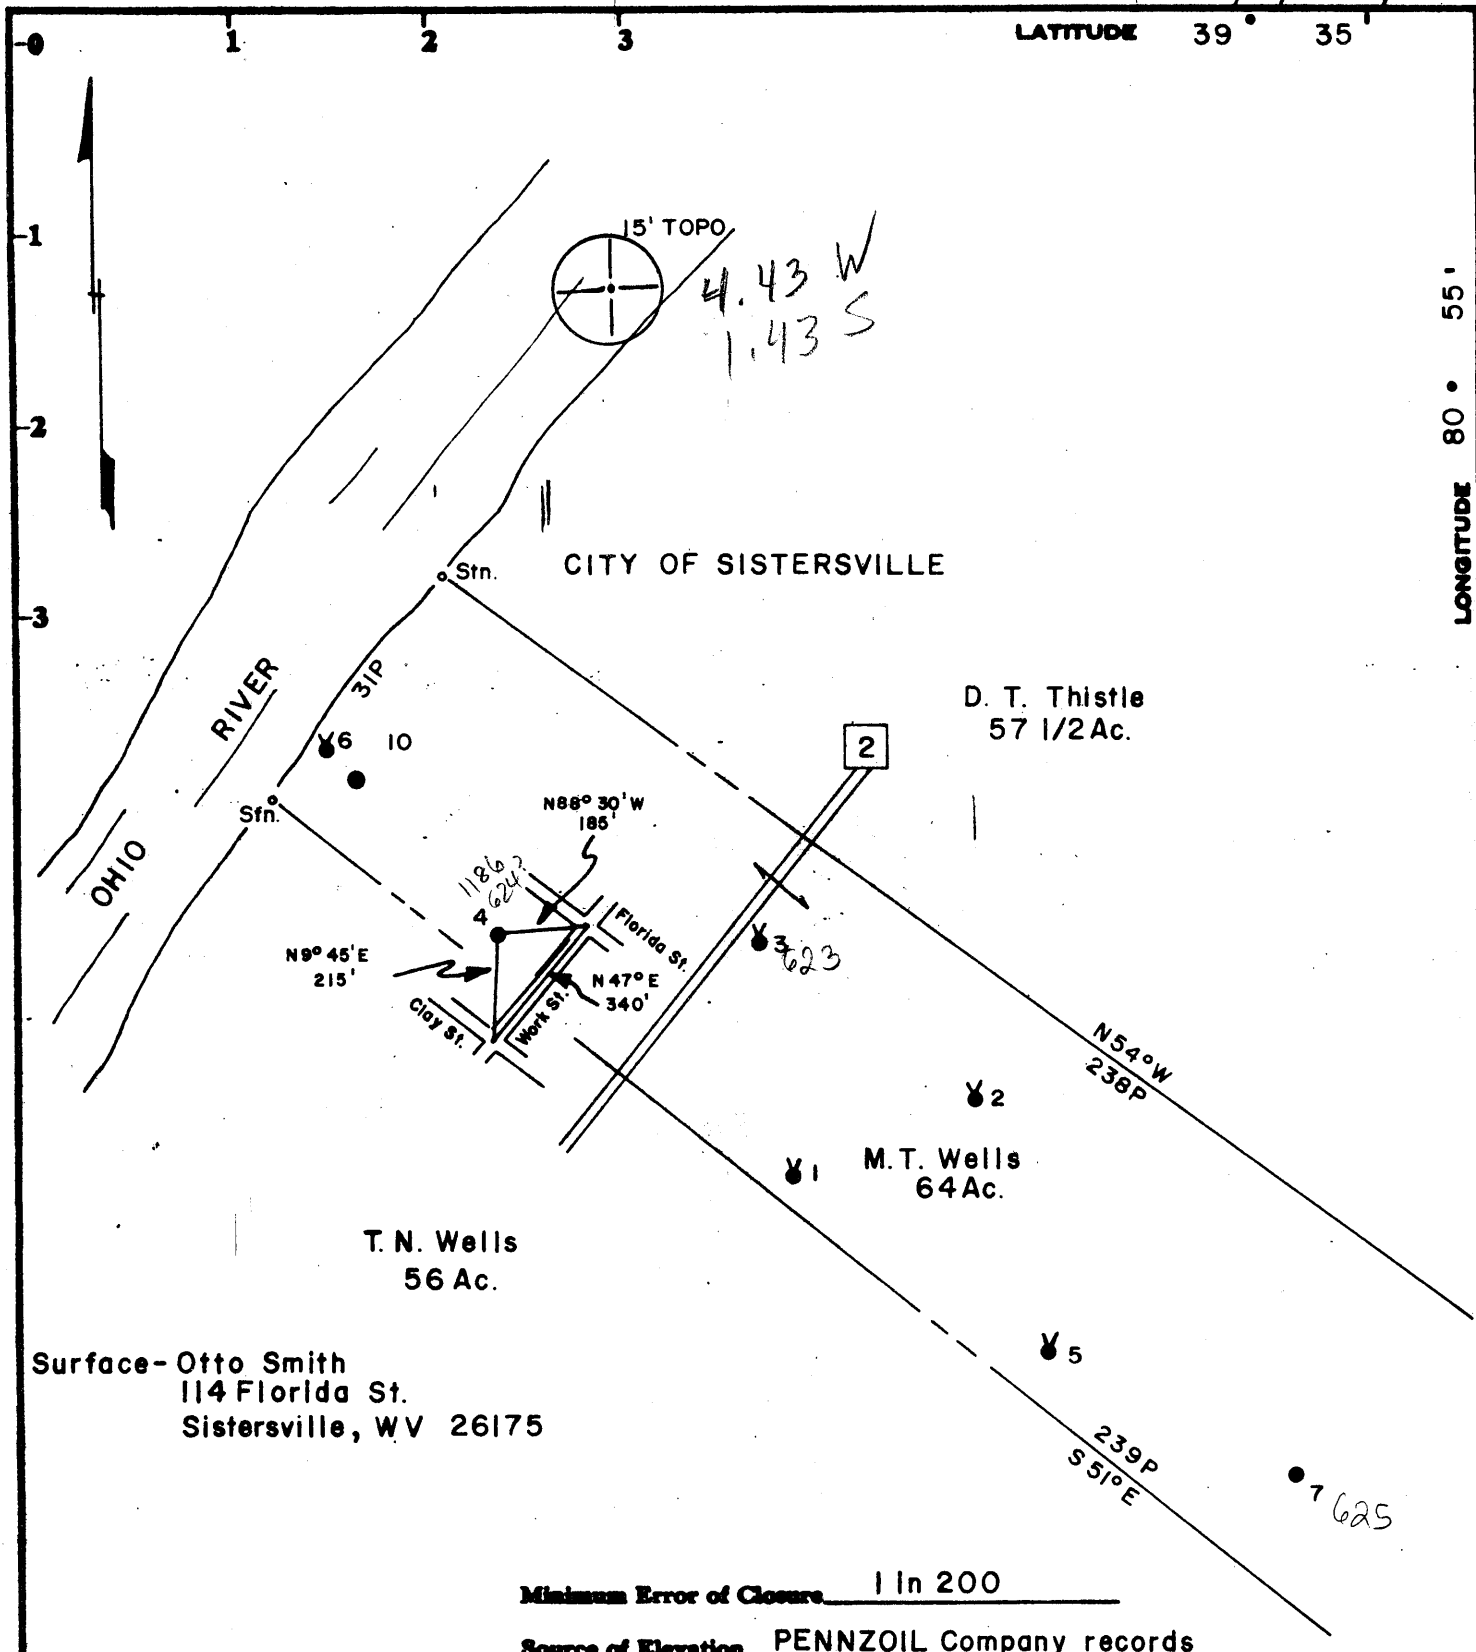 LATITUDE 39° 35'
0
1
2
3
1
2
3
15' TOPO
4.43 W
1.43 S
LONGITUDE 80° 55'
Stn.
CITY OF SISTERSVILLE
31P
RIVER
OHIO
6
10
Stn.
D. T. Thistle
57 1/2 Ac.
2
N88° 30' W
185'
1186
624?
4
Florida St.
N9° 45' E
215'
N 47° E
340'
Clay St.
Work St.
3
623
N54°W
238P
2
1
M.T. Wells
64 Ac.
T. N. Wells
56 Ac.
5
Surface- Otto Smith
114 Florida St.
Sistersville, WV 26175
239P
S 51° E
7
625
Minimum Error of Closure 1 in 200
Source of Elevation PENNZOIL Company records